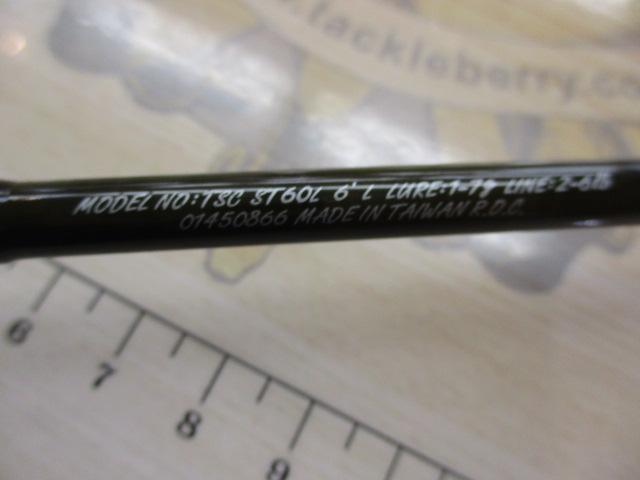 .tackleberry.co
MODEL NO:TSC ST60L 6' L LURE:1-7g LINE:2-6lb
01450866 MADE IN TAIWAN R.O.C.
6
7
8
9